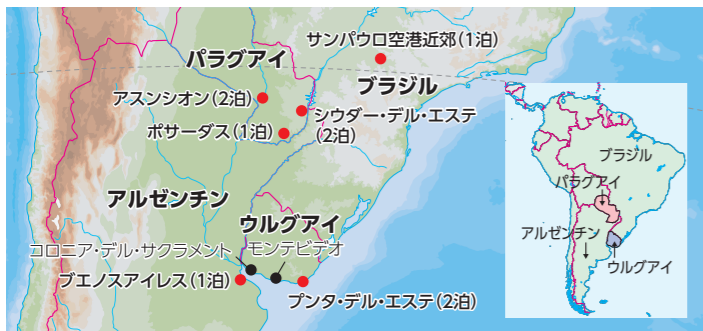 サンパウロ空港近郊(1泊)
パラグアイ
ブラジル
アスンシオン(2泊)
シウダー・デル・エステ
(2泊)
ポサーダス(1泊)
アルゼンチン
ウルグアイ
コロニア・デル・サクラメント
モンテビデオ
ブエノスアイレス(1泊)
プンタ・デル・エステ(2泊)
ブラジル
パラグアイ
アルゼンチン
ウルグアイ